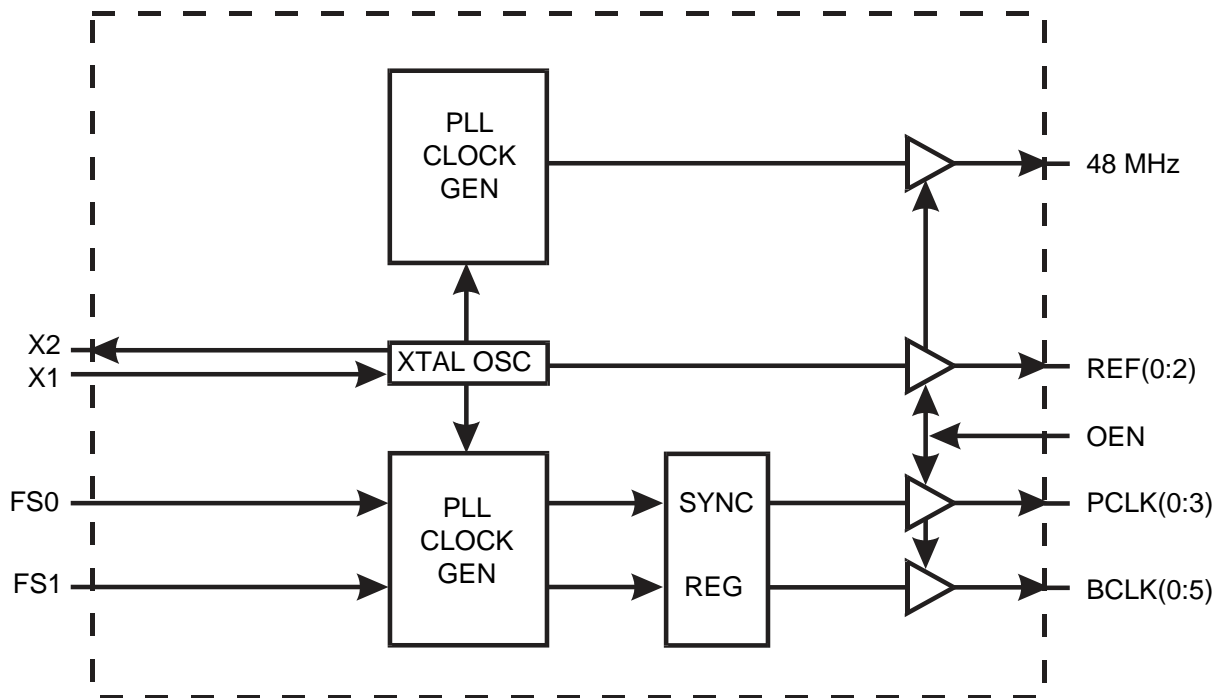 PLL
CLOCK
GEN
48 MHz
X2
X1
XTAL OSC
REF(0:2)
OEN
FS0
FS1
PLL
CLOCK
GEN
SYNC
REG
PCLK(0:3)
BCLK(0:5)